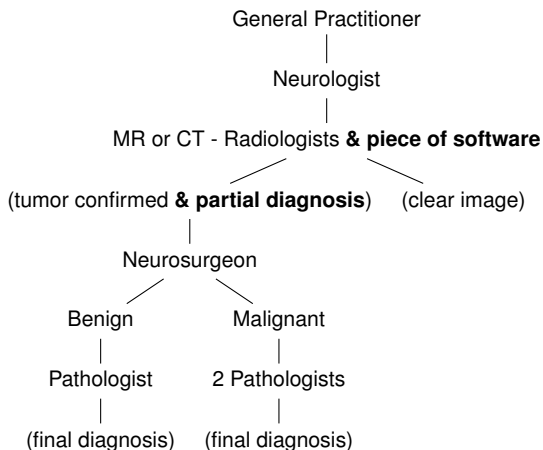 General Practitioner
Neurologist
MR or CT - Radiologists & piece of software
(tumor confirmed & partial diagnosis) (clear image)
Neurosurgeon
Benign Malignant
Pathologist 2 Pathologists
(final diagnosis) (final diagnosis)